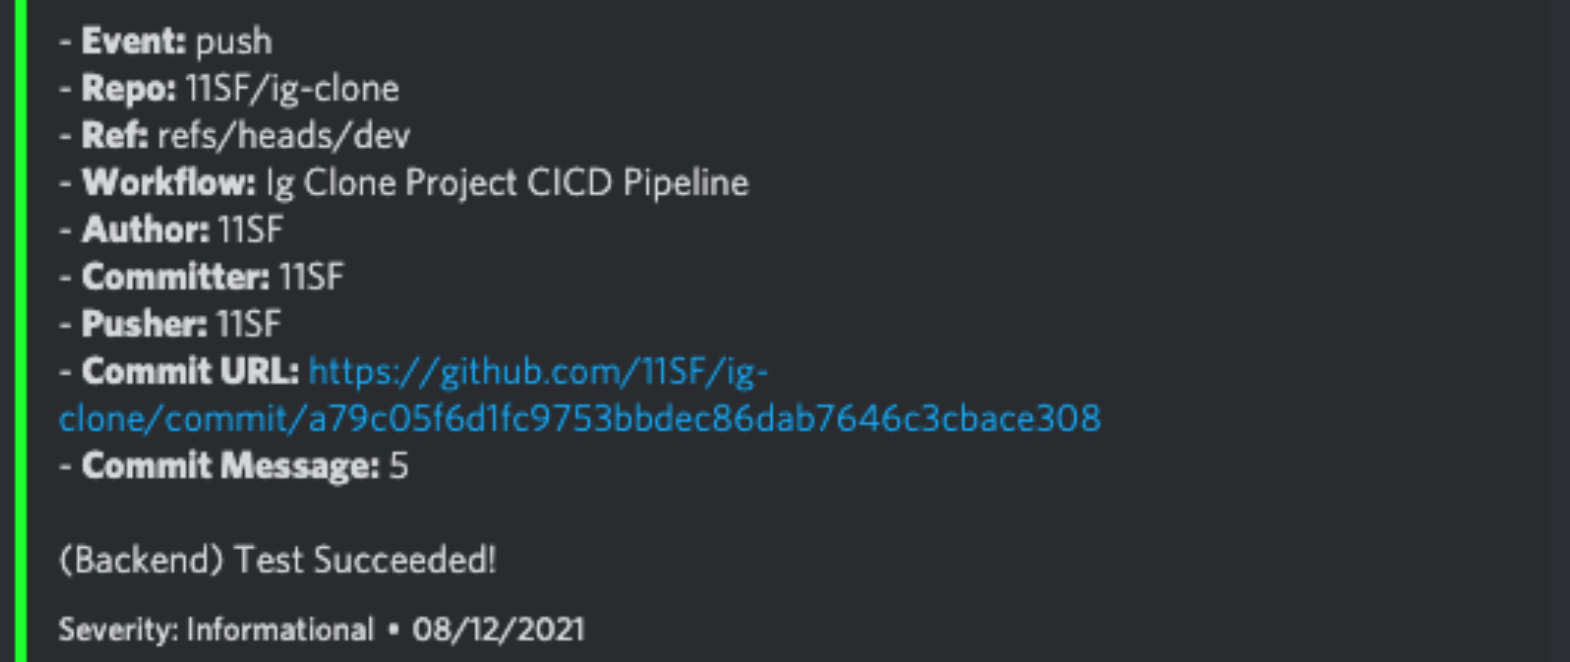 - Event: push
- Repo: 11SF/ig-clone
- Ref: refs/heads/dev
- Workflow: Ig Clone Project CICD Pipeline
- Author: 11SF
- Committer: 11SF
- Pusher: 11SF
- Commit URL: https://github.com/11SF/ig-
clone/commit/a79c05f6d1fc9753bbdec86dab7646c3cbace308
- Commit Message: 5
(Backend) Test Succeeded!
Severity: Informational • 08/12/2021